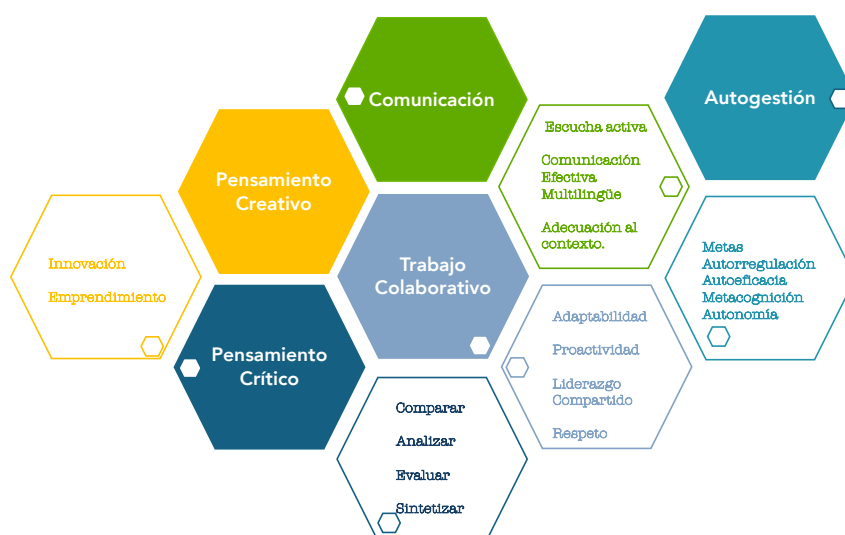 Comunicación
Autogestión
Escucha activa
Comunicación
Efectiva
Multilingüe
Adecuación al
contexto.
Pensamiento
Creativo
Innovación
Emprendimiento
Trabajo
Colaborativo
Metas
Autorregulación
Autoeficacia
Metacognición
Autonomía
Pensamiento
Crítico
Adaptabilidad
Proactividad
Liderazgo
Compartido
Respeto
Comparar
Analizar
Evaluar
Sintetizar